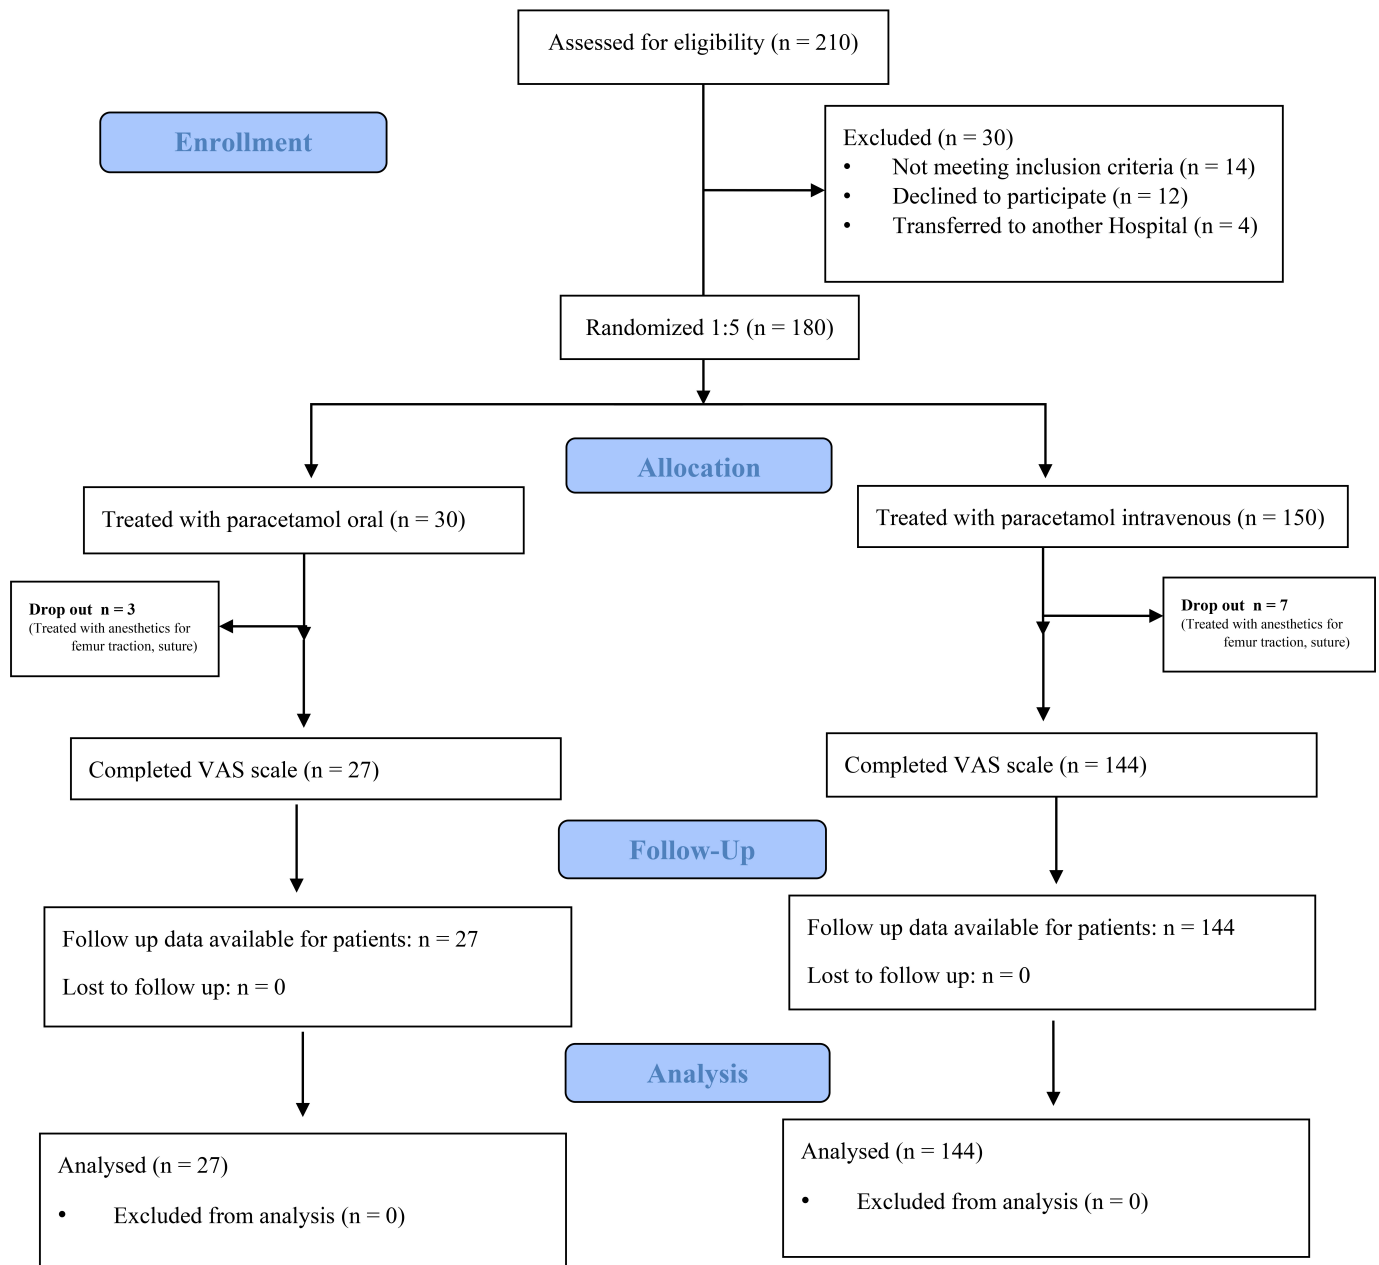 Assessed for eligibility (n = 210)
Enrollment
Excluded (n = 30)
• Not meeting inclusion criteria (n = 14)
• Declined to participate (n = 12)
• Transferred to another Hospital (n = 4)
Randomized 1:5 (n = 180)
Allocation
Treated with paracetamol oral (n = 30)
Treated with paracetamol intravenous (n = 150)
Drop out n = 3
(Treated with anesthetics for
femur traction, suture)
Drop out n = 7
(Treated with anesthetics for
femur traction, suture)
Completed VAS scale (n = 27)
Completed VAS scale (n = 144)
Follow-Up
Follow up data available for patients: n = 27
Lost to follow up: n = 0
Follow up data available for patients: n = 144
Lost to follow up: n = 0
Analysis
Analysed (n = 27)
• Excluded from analysis (n = 0)
Analysed (n = 144)
• Excluded from analysis (n = 0)